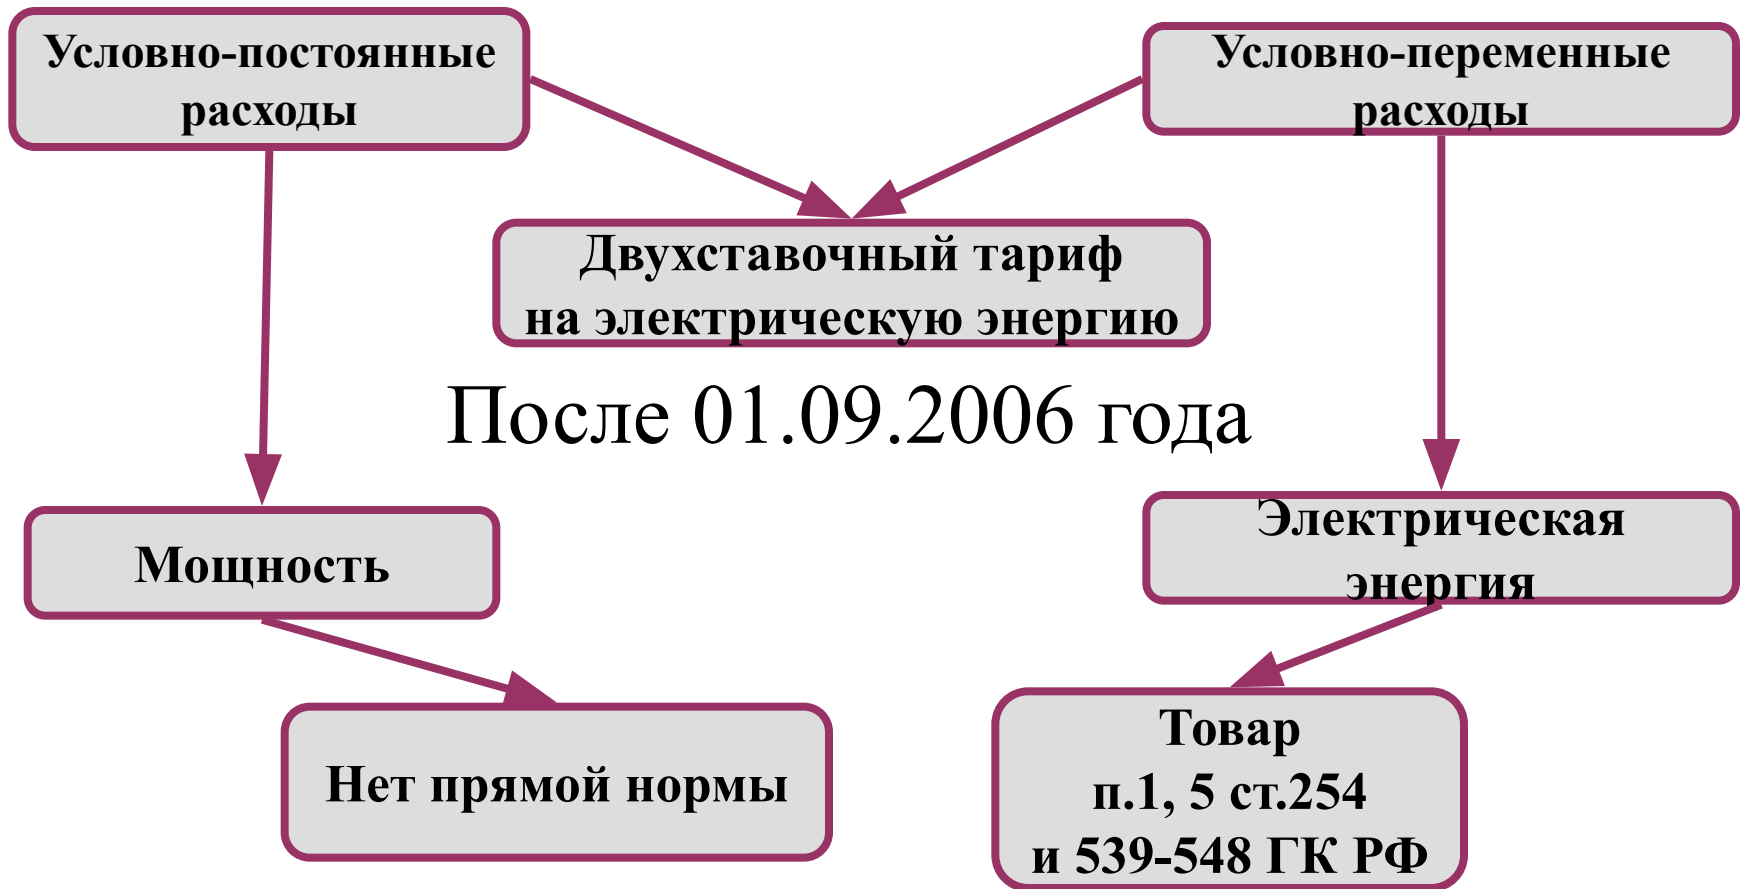 Условно-постоянные
расходы
Условно-переменные
расходы
Двухставочный тариф
на электрическую энергию
После 01.09.2006 года
Мощность
Электрическая
энергия
Нет прямой нормы
Товар
п.1, 5 ст.254
и 539-548 ГК РФ